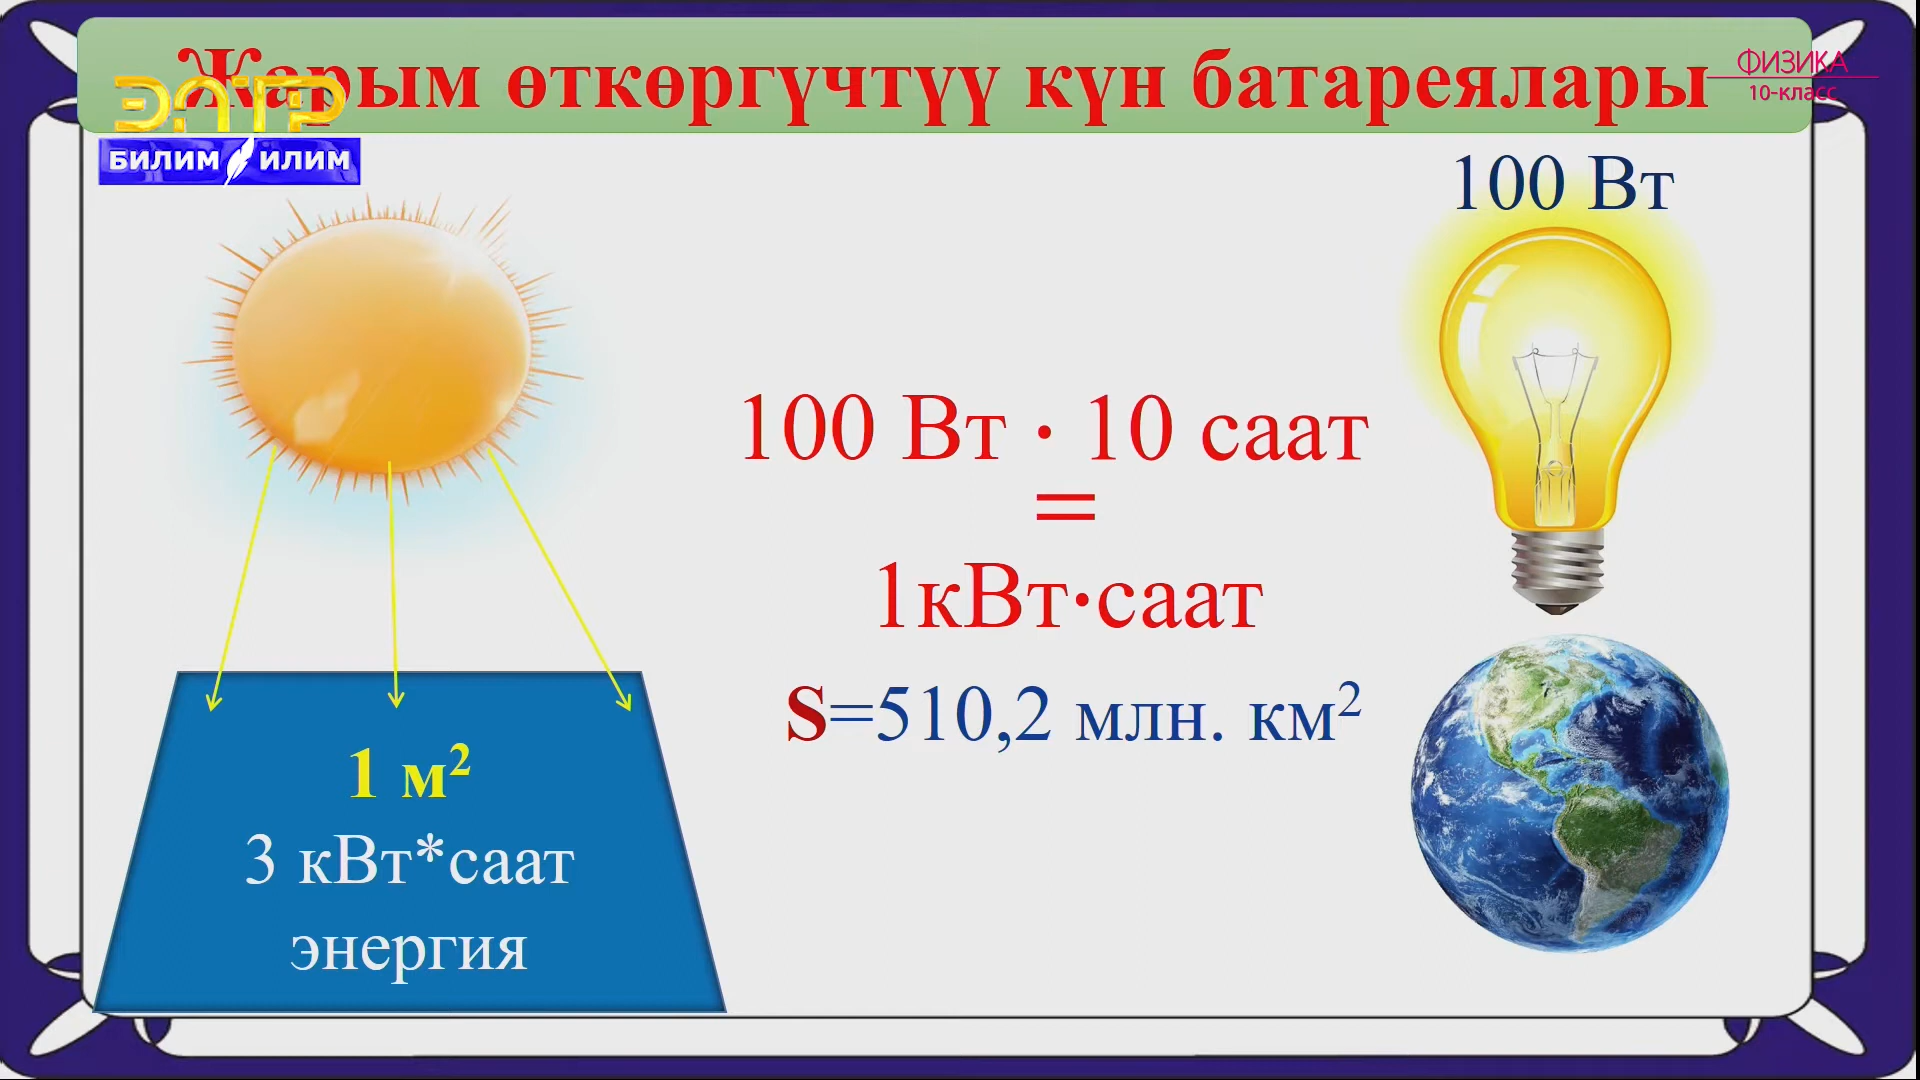 Жарым өткөргүчтүү күн батареялары
ЭЛТР
БИЛИМ ИЛИМ
ФИЗИКА
10-класс
100 Вт
100 Вт · 10 саат
=
1кВт·саат
S=510,2 млн. км²
1 м²
3 кВт*саат
энергия